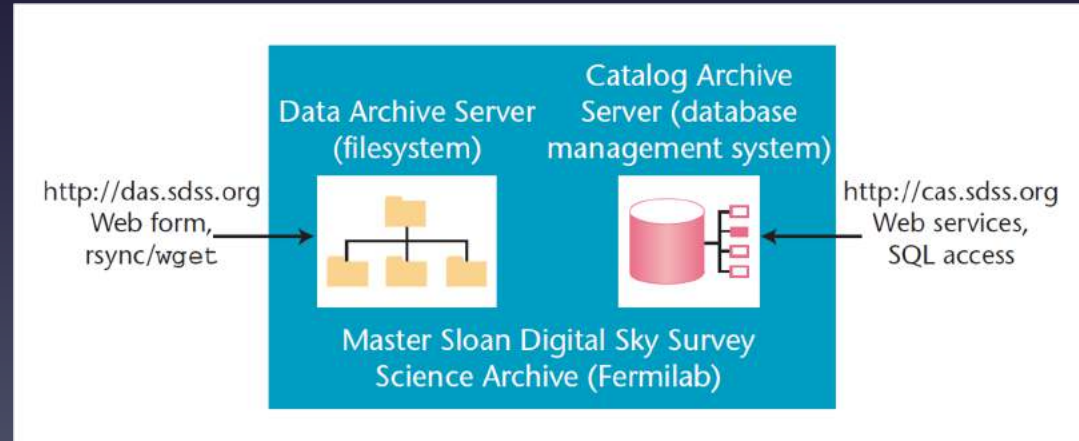 Data Archive Server
(filesystem)
Catalog Archive
Server (database
management system)
http://das.sdss.org
Web form,
rsync/wget
http://cas.sdss.org
Web services,
SQL access
Master Sloan Digital Sky Survey
Science Archive (Fermilab)